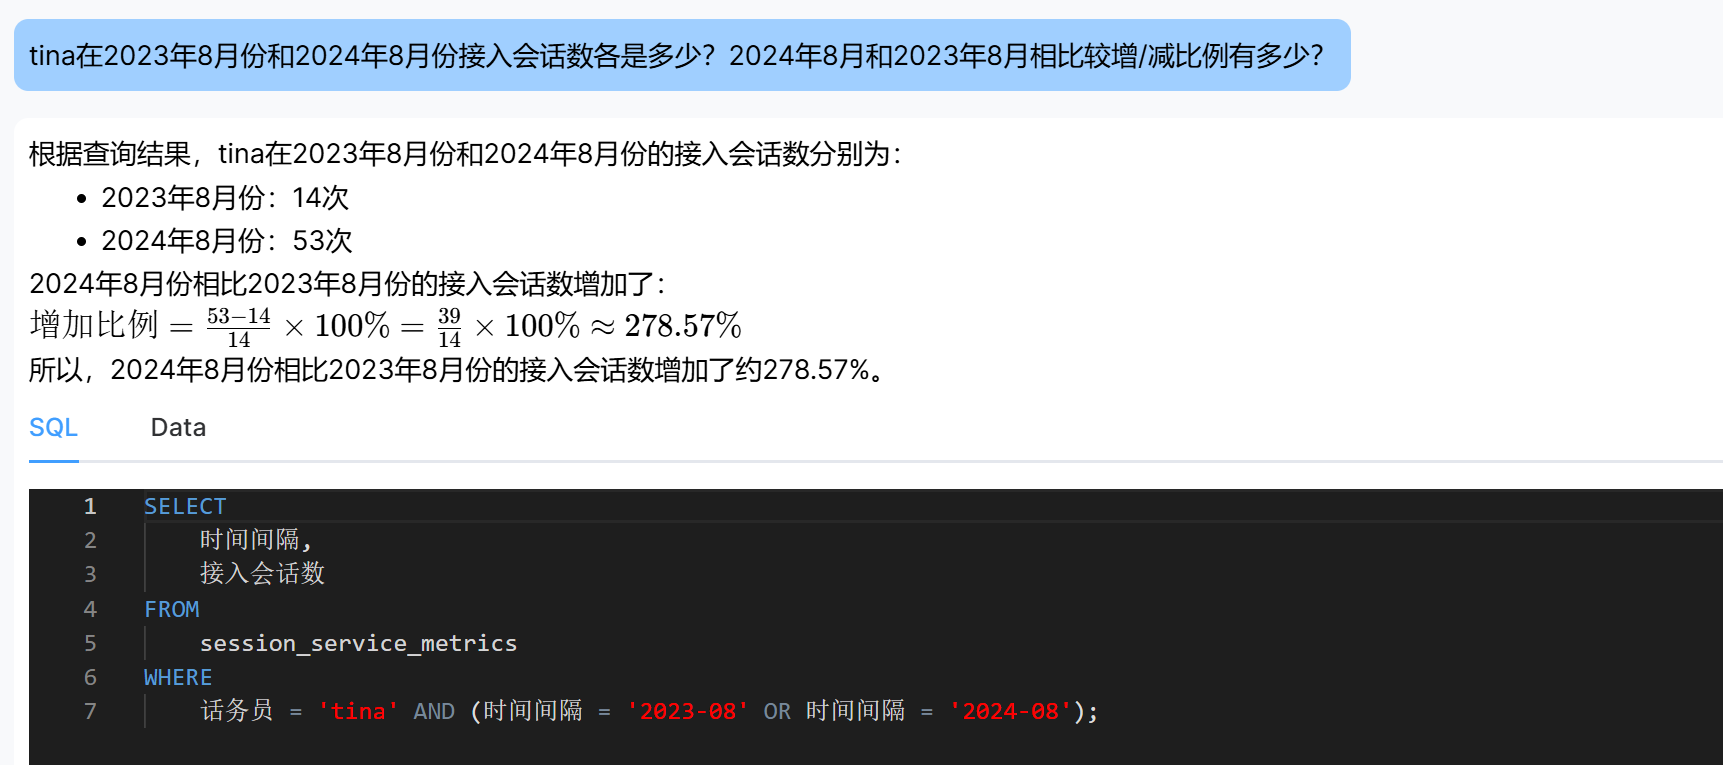 tina在2023年8月份和2024年8月份接入会话数各是多少？2024年8月和2023年8月相比较增/减比例有多少？
根据查询结果，tina在2023年8月份和2024年8月份的接入会话数分别为：
• 2023年8月份：14次
• 2024年8月份：53次
2024年8月份相比2023年8月份的接入会话数增加了：
增加比例 = \frac{53-14}{14} × 100% = \frac{39}{14} × 100% ≈ 278.57%
所以，2024年8月份相比2023年8月份的接入会话数增加了约278.57%。
SQL Data
1 SELECT
2 时间间隔,
3 接入会话数
4 FROM
5 session_service_metrics
6 WHERE
7 话务员 = 'tina' AND (时间间隔 = '2023-08' OR 时间间隔 = '2024-08');